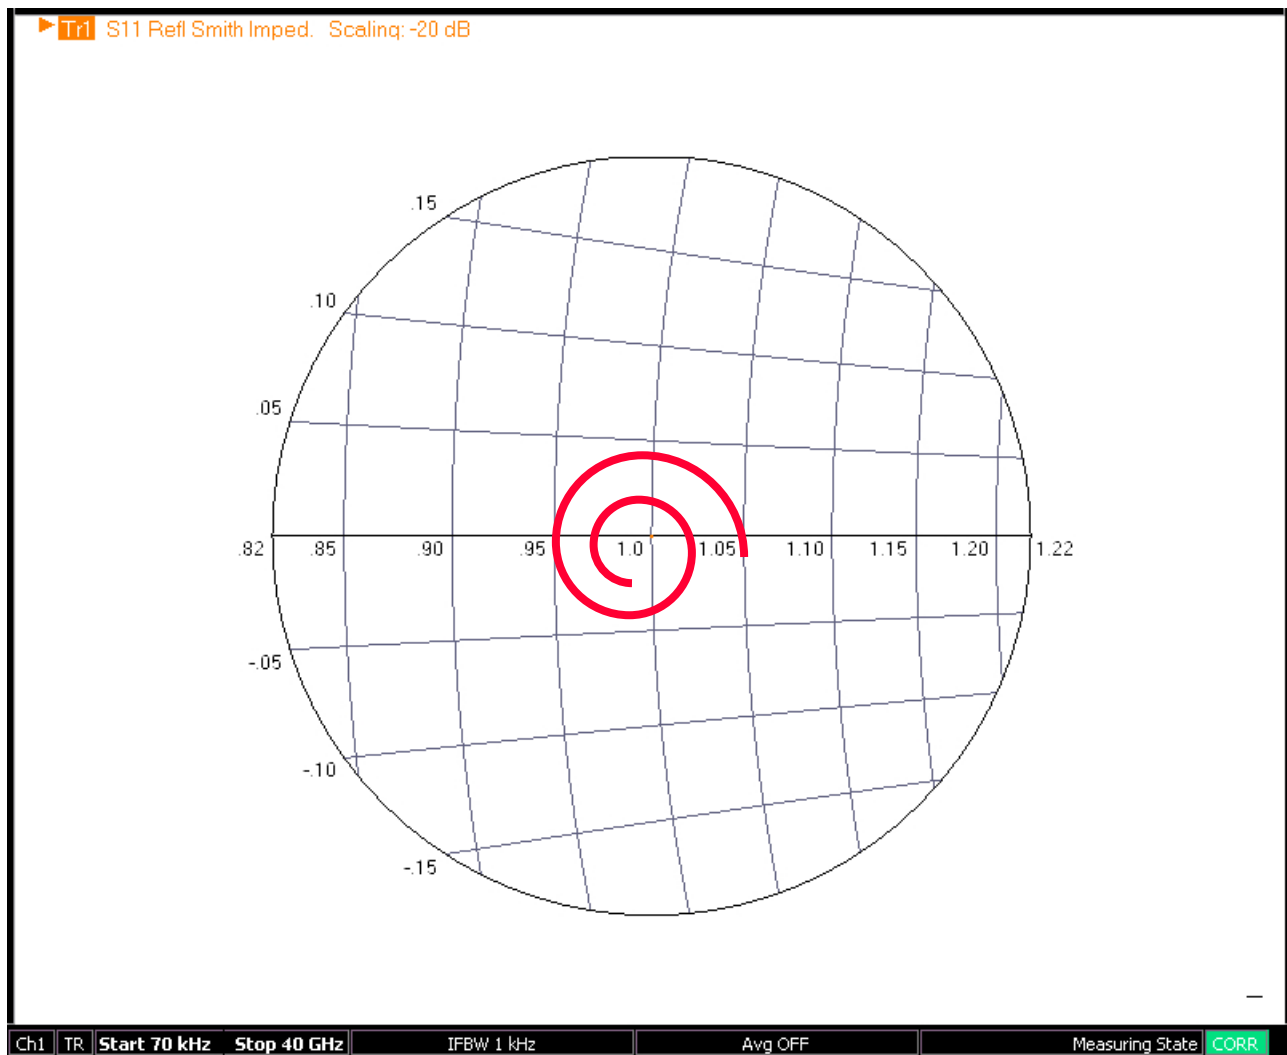 Tr1 S11 Refl Smith Imped. Scaling: -20 dB
.15
.10
.05
.82 .85 .90 .95 1.0 1.05 1.10 1.15 1.20 1.22
-.05
-.10
-.15
Ch1 TR Start 70 kHz Stop 40 GHz IFBW 1 kHz Avg OFF Measuring State CORR